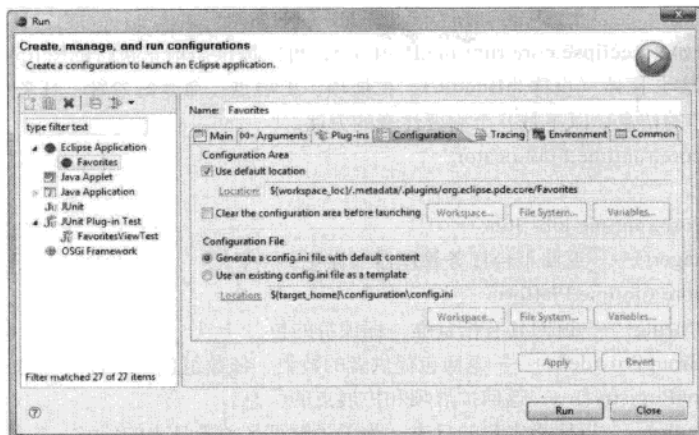 Run
Create, manage, and run configurations
Create a configuration to launch an Eclipse application.
type filter text
Eclipse Application
Favorites
Java Applet
Java Application
JUnit
JUnit Plug-in Test
FavoritesViewTest
OSGi Framework
Filter matched 27 of 27 items
Name: Favorites
Main Arguments Plug-ins Configuration Tracing Environment Common
Configuration Area
Use default location
Location: ${workspace_loc}/.metadata/.plugins/org.eclipse.pde.core/Favorites
Clear the configuration area before launching Workspace... File System... Variables...
Configuration File
Generate a config.ini file with default content
Use an existing config.ini file as a template
Location: ${target_home}\configuration\config.ini
Workspace... File System... Variables...
Apply Revert
Run Close